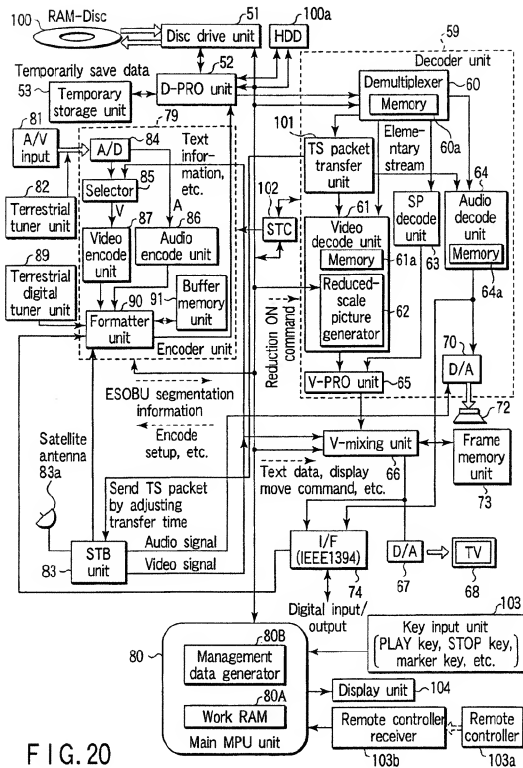 100
RAM-Disc
51
Disc drive unit
100a
HDD
59
Decoder unit
52
D-PRO unit
Temporarily save data
53
Temporary
storage unit
Demultiplexer
60
Memory
60a
81
A/V
input
79
A/D
84
Text
information,
etc.
101
TS packet
transfer
unit
Elementary
stream
82
Terrestrial
tuner unit
Selector
85
V
87
A
86
Video
encode
unit
Audio
encode unit
102
STC
61
Video
decode unit
Memory
61a
Reduced-
scale
picture
generator
62
SP
decode
unit
63
64
Audio
decode
unit
Memory
64a
89
Terrestrial
digital
tuner unit
90
Formatter
unit
91
Buffer
memory
unit
Encoder unit
Reduction ON
command
70
D/A
72
V-PRO unit
65
ESOBU segmentation
information
Encode
setup, etc.
V-mixing unit
66
Frame
memory
unit
73
Text data, display
move command, etc.
Satellite
antenna
83a
Send TS packet
by adjusting
transfer time
STB
unit
83
Audio signal
Video signal
I/F
(IEEE1394)
74
D/A
67
TV
68
Digital input/
output
103
Key input unit
(PLAY key, STOP key,
marker key, etc.)
80
80B
Management
data generator
80A
Work RAM
Main MPU unit
Display unit
104
Remote controller
receiver
103b
Remote
controller
103a
FIG.20